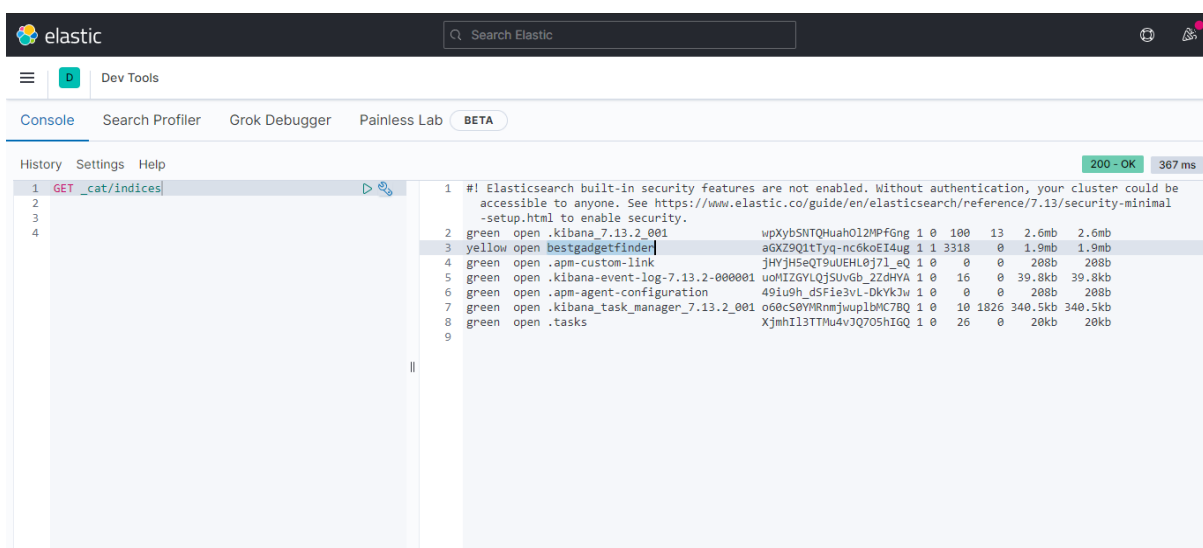 elastic
Search Elastic
D Dev Tools
Console Search Profiler Grok Debugger Painless Lab BETA
History Settings Help
200 - OK 367 ms
1 GET _cat/indices
2
3
4
1 #! Elasticsearch built-in security features are not enabled. Without authentication, your cluster could be
accessible to anyone. See https://www.elastic.co/guide/en/elasticsearch/reference/7.13/security-minimal
-setup.html to enable security.
2 green open .kibana_7.13.2_001 wpXybSNTQHuahOl2MPfGng 1 0 100 13 2.6mb 2.6mb
3 yellow open bestgadgetfinder aGXZ9Q1tTyq-nc6koEI4ug 1 1 3318 0 1.9mb 1.9mb
4 green open .apm-custom-link jHYjH5eQT9uUEHL0j7l_eQ 1 0 0 0 208b 208b
5 green open .kibana-event-log-7.13.2-000001 uoMIZGYLQjSUvGb_2ZdHYA 1 0 16 0 39.8kb 39.8kb
6 green open .apm-agent-configuration 49iu9h_dSFie3vL-DkYkJw 1 0 0 0 208b 208b
7 green open .kibana_task_manager_7.13.2_001 o60cS0YMRnmjwuplbMC7BQ 1 0 10 1826 340.5kb 340.5kb
8 green open .tasks XjmhIl3TTMu4vJQ7O5hIGQ 1 0 26 0 20kb 20kb
9